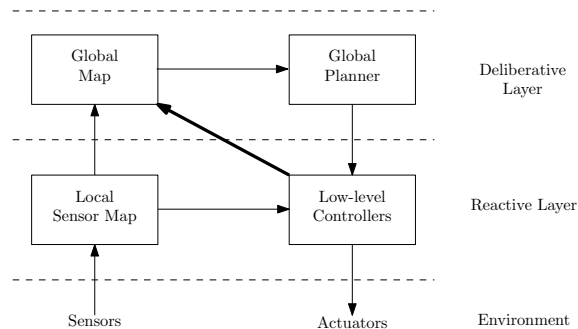 Global
Map
Global
Planner
Deliberative
Layer
Local
Sensor Map
Low-level
Controllers
Reactive Layer
Sensors
Actuators
Environment